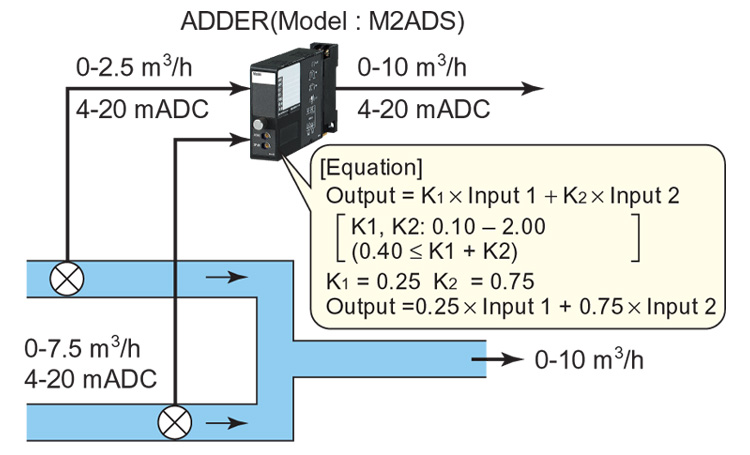 ADDER(Model : M2ADS)
0-2.5 m³/h
4-20 mADC
0-10 m³/h
4-20 mADC
[Equation]
Output = K₁ × Input 1 + K₂ × Input 2
[ K1, K2: 0.10 – 2.00
(0.40 ≤ K1 + K2) ]
K₁ = 0.25 K₂ = 0.75
Output =0.25 × Input 1 + 0.75 × Input 2
0-7.5 m³/h
4-20 mADC
0-10 m³/h